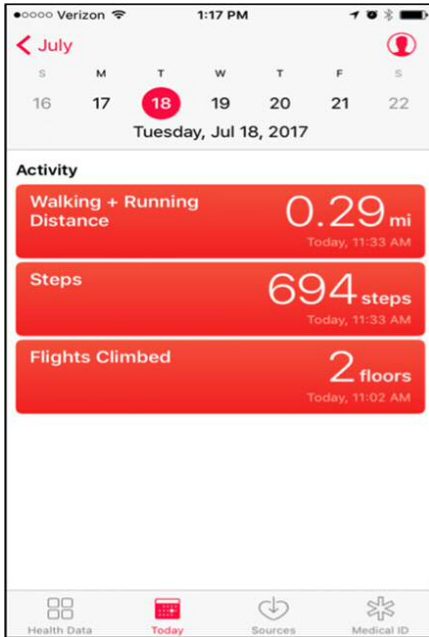 Verizon 1:17 PM
July
S M T W T F S
16 17 18 19 20 21 22
Tuesday, Jul 18, 2017
Activity
Walking + Running
Distance
0.29 mi
Today, 11:33 AM
Steps
694 steps
Today, 11:33 AM
Flights Climbed
2 floors
Today, 11:02 AM
Health Data Today Sources Medical ID